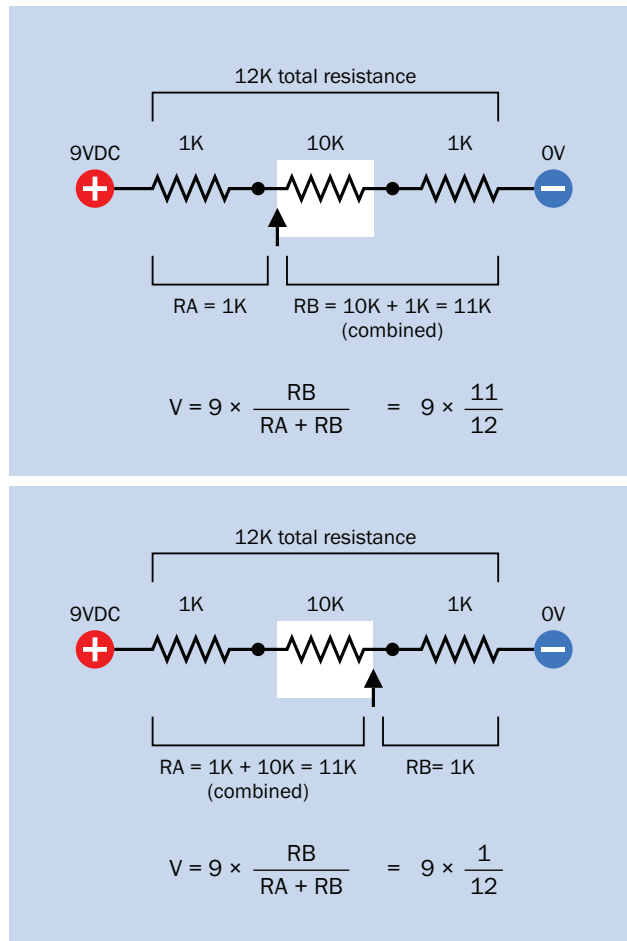 12K total resistance
1K 10K 1K
9VDC 0V
+ −
RA = 1K RB = 10K + 1K = 11K
(combined)
V = 9 × RB / RA + RB = 9 × 11 / 12
12K total resistance
1K 10K 1K
9VDC 0V
+ −
RA = 1K + 10K = 11K RB= 1K
(combined)
V = 9 × RB / RA + RB = 9 × 1 / 12